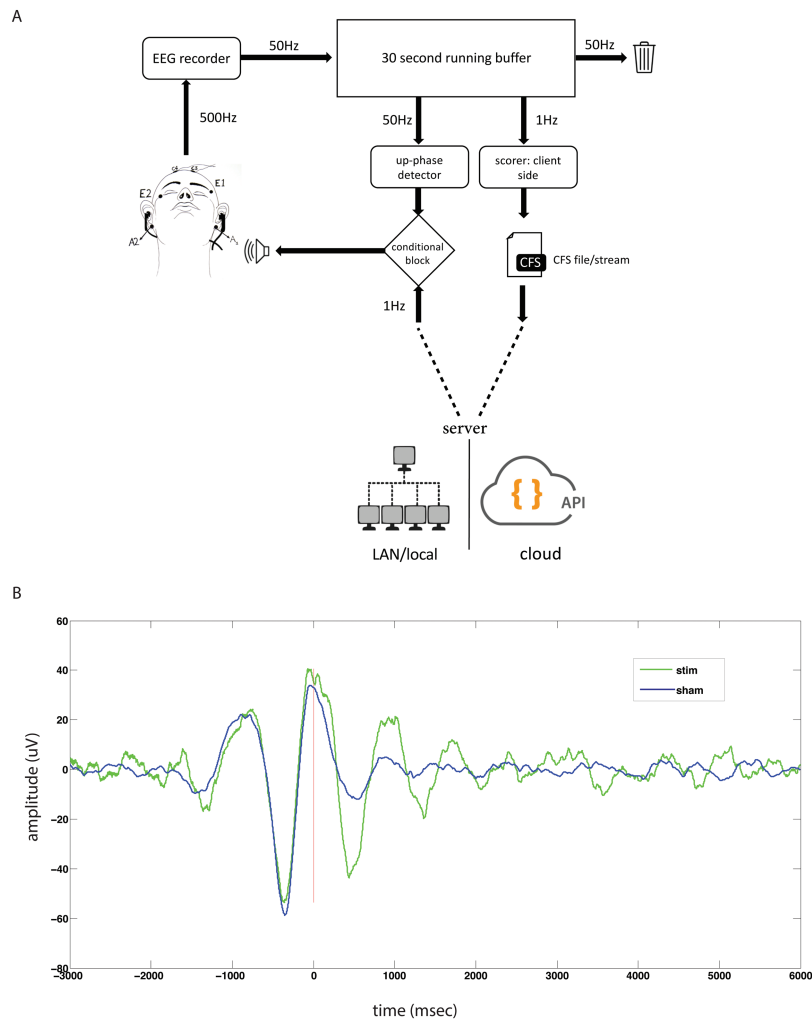 A
EEG recorder
50Hz
30 second running buffer
50Hz
500Hz
50Hz
1Hz
up-phase
detector
scorer: client
side
E2
E1
A2
conditional
block
CFS
CFS file/stream
1Hz
server
API
LAN/local
cloud
B
60
40
20
0
−20
−40
−60
−80
amplitude (uV)
stim
sham
−3000
−2000
−1000
0
1000
2000
3000
4000
5000
6000
time (msec)